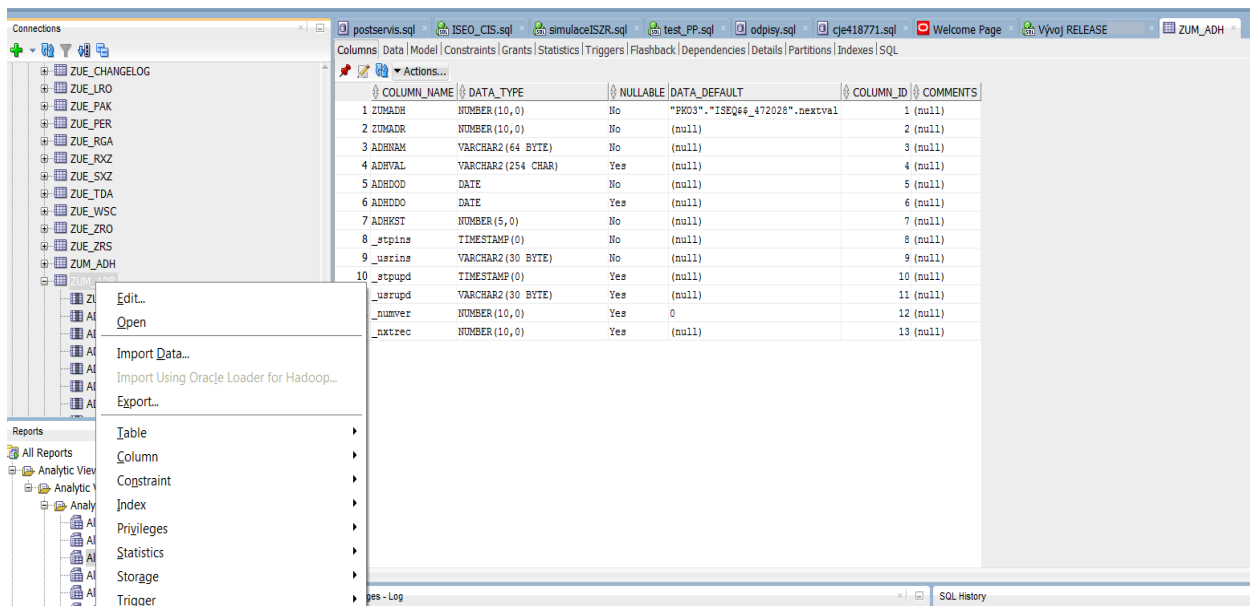 Connections
postservis.sql ISEO_CIS.sql simulaceISZR.sql test_PP.sql odpisy.sql cje418771.sql Welcome Page Vývoj RELEASE ZUM_ADH
Columns Data Model Constraints Grants Statistics Triggers Flashback Dependencies Details Partitions Indexes SQL
Actions...
ZUE_CHANGELOG
ZUE_LRO
ZUE_PAK
ZUE_PER
ZUE_RGA
ZUE_RXZ
ZUE_SXZ
ZUE_TDA
ZUE_WSC
ZUE_ZRO
ZUE_ZRS
ZUM_ADH
COLUMN_NAME DATA_TYPE NULLABLE DATA_DEFAULT COLUMN_ID COMMENTS
1 ZUMADH NUMBER(10,0) No "PKO3"."ISEQ$$_472028".nextval 1 (null)
2 ZUMADR NUMBER(10,0) No (null) 2 (null)
3 ADHNAM VARCHAR2(64 BYTE) No (null) 3 (null)
4 ADHVAL VARCHAR2(254 CHAR) Yes (null) 4 (null)
5 ADHDOD DATE No (null) 5 (null)
6 ADHDDO DATE Yes (null) 6 (null)
7 ADHKST NUMBER(5,0) No (null) 7 (null)
8 _stpins TIMESTAMP(0) No (null) 8 (null)
9 _usrins VARCHAR2(30 BYTE) No (null) 9 (null)
10 _stpupd TIMESTAMP(0) Yes (null) 10 (null)
_usrupd VARCHAR2(30 BYTE) Yes (null) 11 (null)
_numver NUMBER(10,0) Yes 0 12 (null)
_nxtrec NUMBER(10,0) Yes (null) 13 (null)
Edit...
Open
Import Data...
Import Using Oracle Loader for Hadoop...
Export...
Table
Column
Constraint
Index
Privileges
Statistics
Storage
Trigger
Reports
All Reports
Analytic View
Analytic
Analy
ges - Log
SQL History